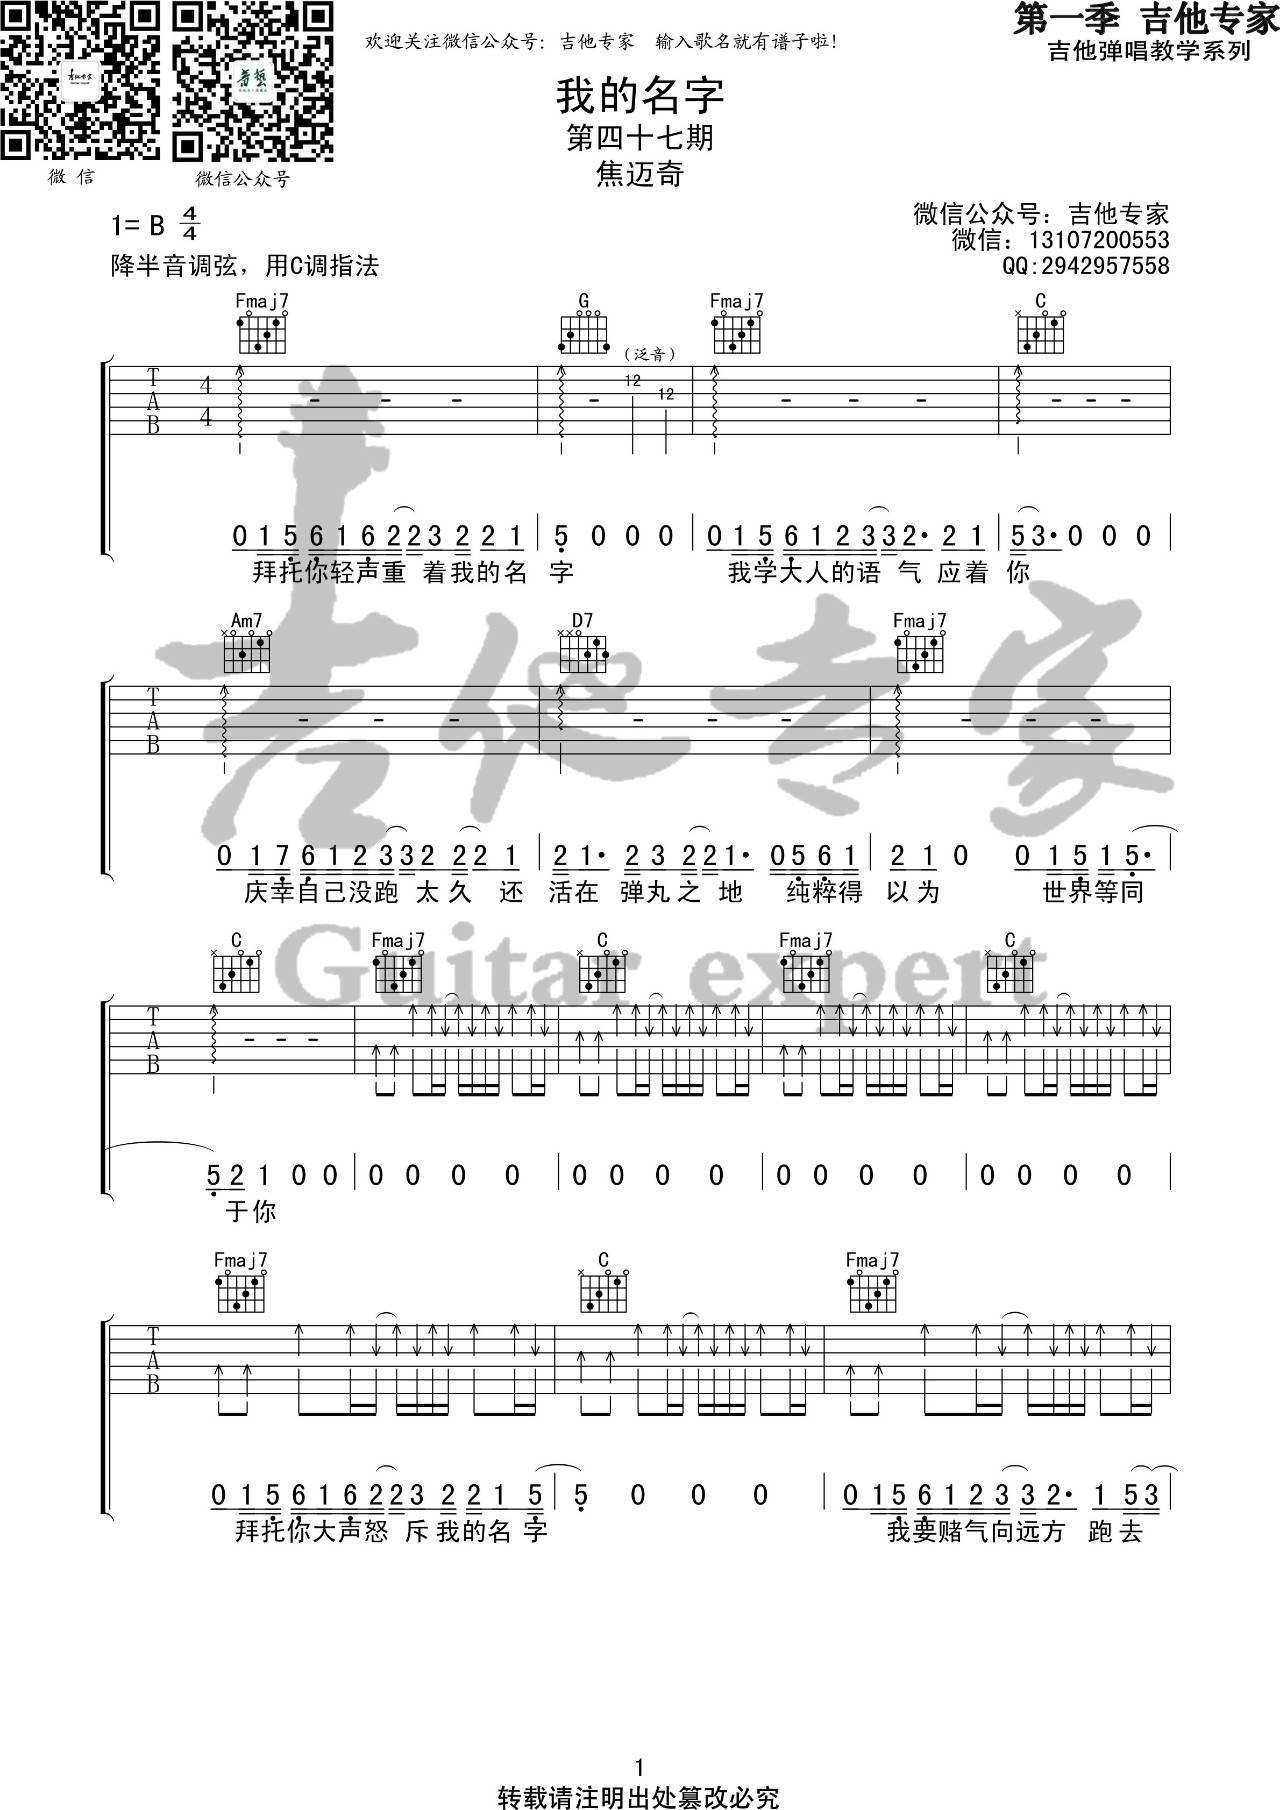 欢迎关注微信公众号：吉他专家 输入歌名就有谱子啦！
第一季 吉他专家
吉他弹唱教学系列
微信
微信公众号
我的名字
第四十七期
焦迈奇
1= B 4/4
降半音调弦，用C调指法
微信公众号：吉他专家
微信：13107200553
QQ:2942957558
Fmaj7 G Fmaj7 C
(泛音)
T A B 4/4 12 12
0 1 5 6 1 6 2 2 3 2 2 1 | 5 0 0 0 | 0 1 5 6 1 2 3 3 2· 2 1 | 5 3· 0 0 0 |
拜托你轻声重 着我的名 字 我学大人的语 气 应着 你
Am7 D7 Fmaj7
T A B
0 1 7 6 1 2 3 3 2 2 2 1 | 2 1· 2 3 2 2 1· 0 5 6 1 | 2 1 0 0 1 5 1 5·
庆幸自己没跑 太久 还 活在 弹丸之 地 纯粹得 以为 世界等同
C Fmaj7 C Fmaj7 C
T A B
5 2 1 0 0 | 0 0 0 0 | 0 0 0 0 | 0 0 0 0 | 0 0 0 0 |
于你
Fmaj7 C Fmaj7
T A B
0 1 5 6 1 6 2 2 3 2 2 1 5 | 5 0 0 0 | 0 1 5 6 1 2 3 3 2· 1 5 3
拜托你大声怒 斥我的名字 我要赌气向远方 跑去
吉他专家
Guitar expert
1
转载请注明出处篡改必究